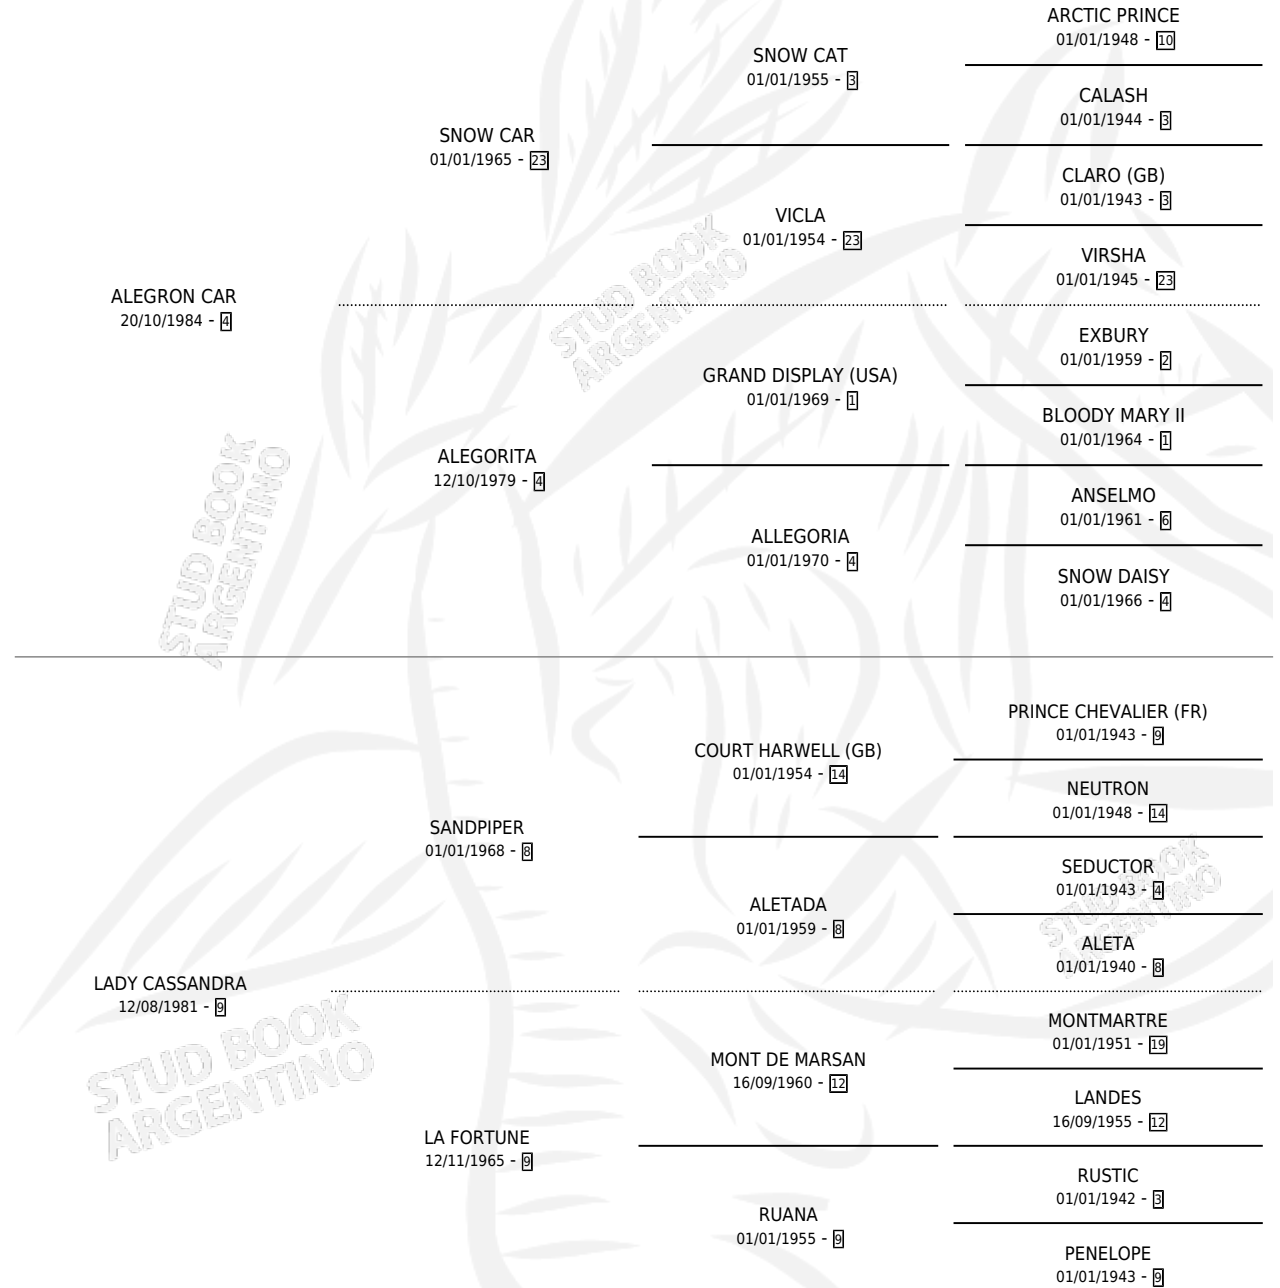 ARCTIC PRINCE
01/01/1948 - 10
SNOW CAT
01/01/1955 - 3
CALASH
01/01/1944 - 3
SNOW CAR
01/01/1965 - 23
CLARO (GB)
01/01/1943 - 3
VICLA
01/01/1954 - 23
VIRSHA
01/01/1945 - 23
ALEGRON CAR
20/10/1984 - 4
EXBURY
01/01/1959 - 2
GRAND DISPLAY (USA)
01/01/1969 - 1
BLOODY MARY II
01/01/1964 - 1
ALEGORITA
12/10/1979 - 4
ANSELMO
01/01/1961 - 6
ALLEGORIA
01/01/1970 - 4
SNOW DAISY
01/01/1966 - 4
STUD BOOK
ARGENTINO
STUD BOOK
ARGENTINO
PRINCE CHEVALIER (FR)
01/01/1943 - 9
COURT HARWELL (GB)
01/01/1954 - 14
NEUTRON
01/01/1948 - 14
SANDPIPER
01/01/1968 - 8
SEDUCTOR
01/01/1943 - 4
ALETADA
01/01/1959 - 8
ALETA
01/01/1940 - 8
LADY CASSANDRA
12/08/1981 - 9
MONTMARTRE
01/01/1951 - 19
MONT DE MARSAN
16/09/1960 - 12
LANDES
16/09/1955 - 12
LA FORTUNE
12/11/1965 - 9
RUSTIC
01/01/1942 - 3
RUANA
01/01/1955 - 9
PENELOPE
01/01/1943 - 9
STUD BOOK
ARGENTINO
STUD BOOK
ARGENTINO